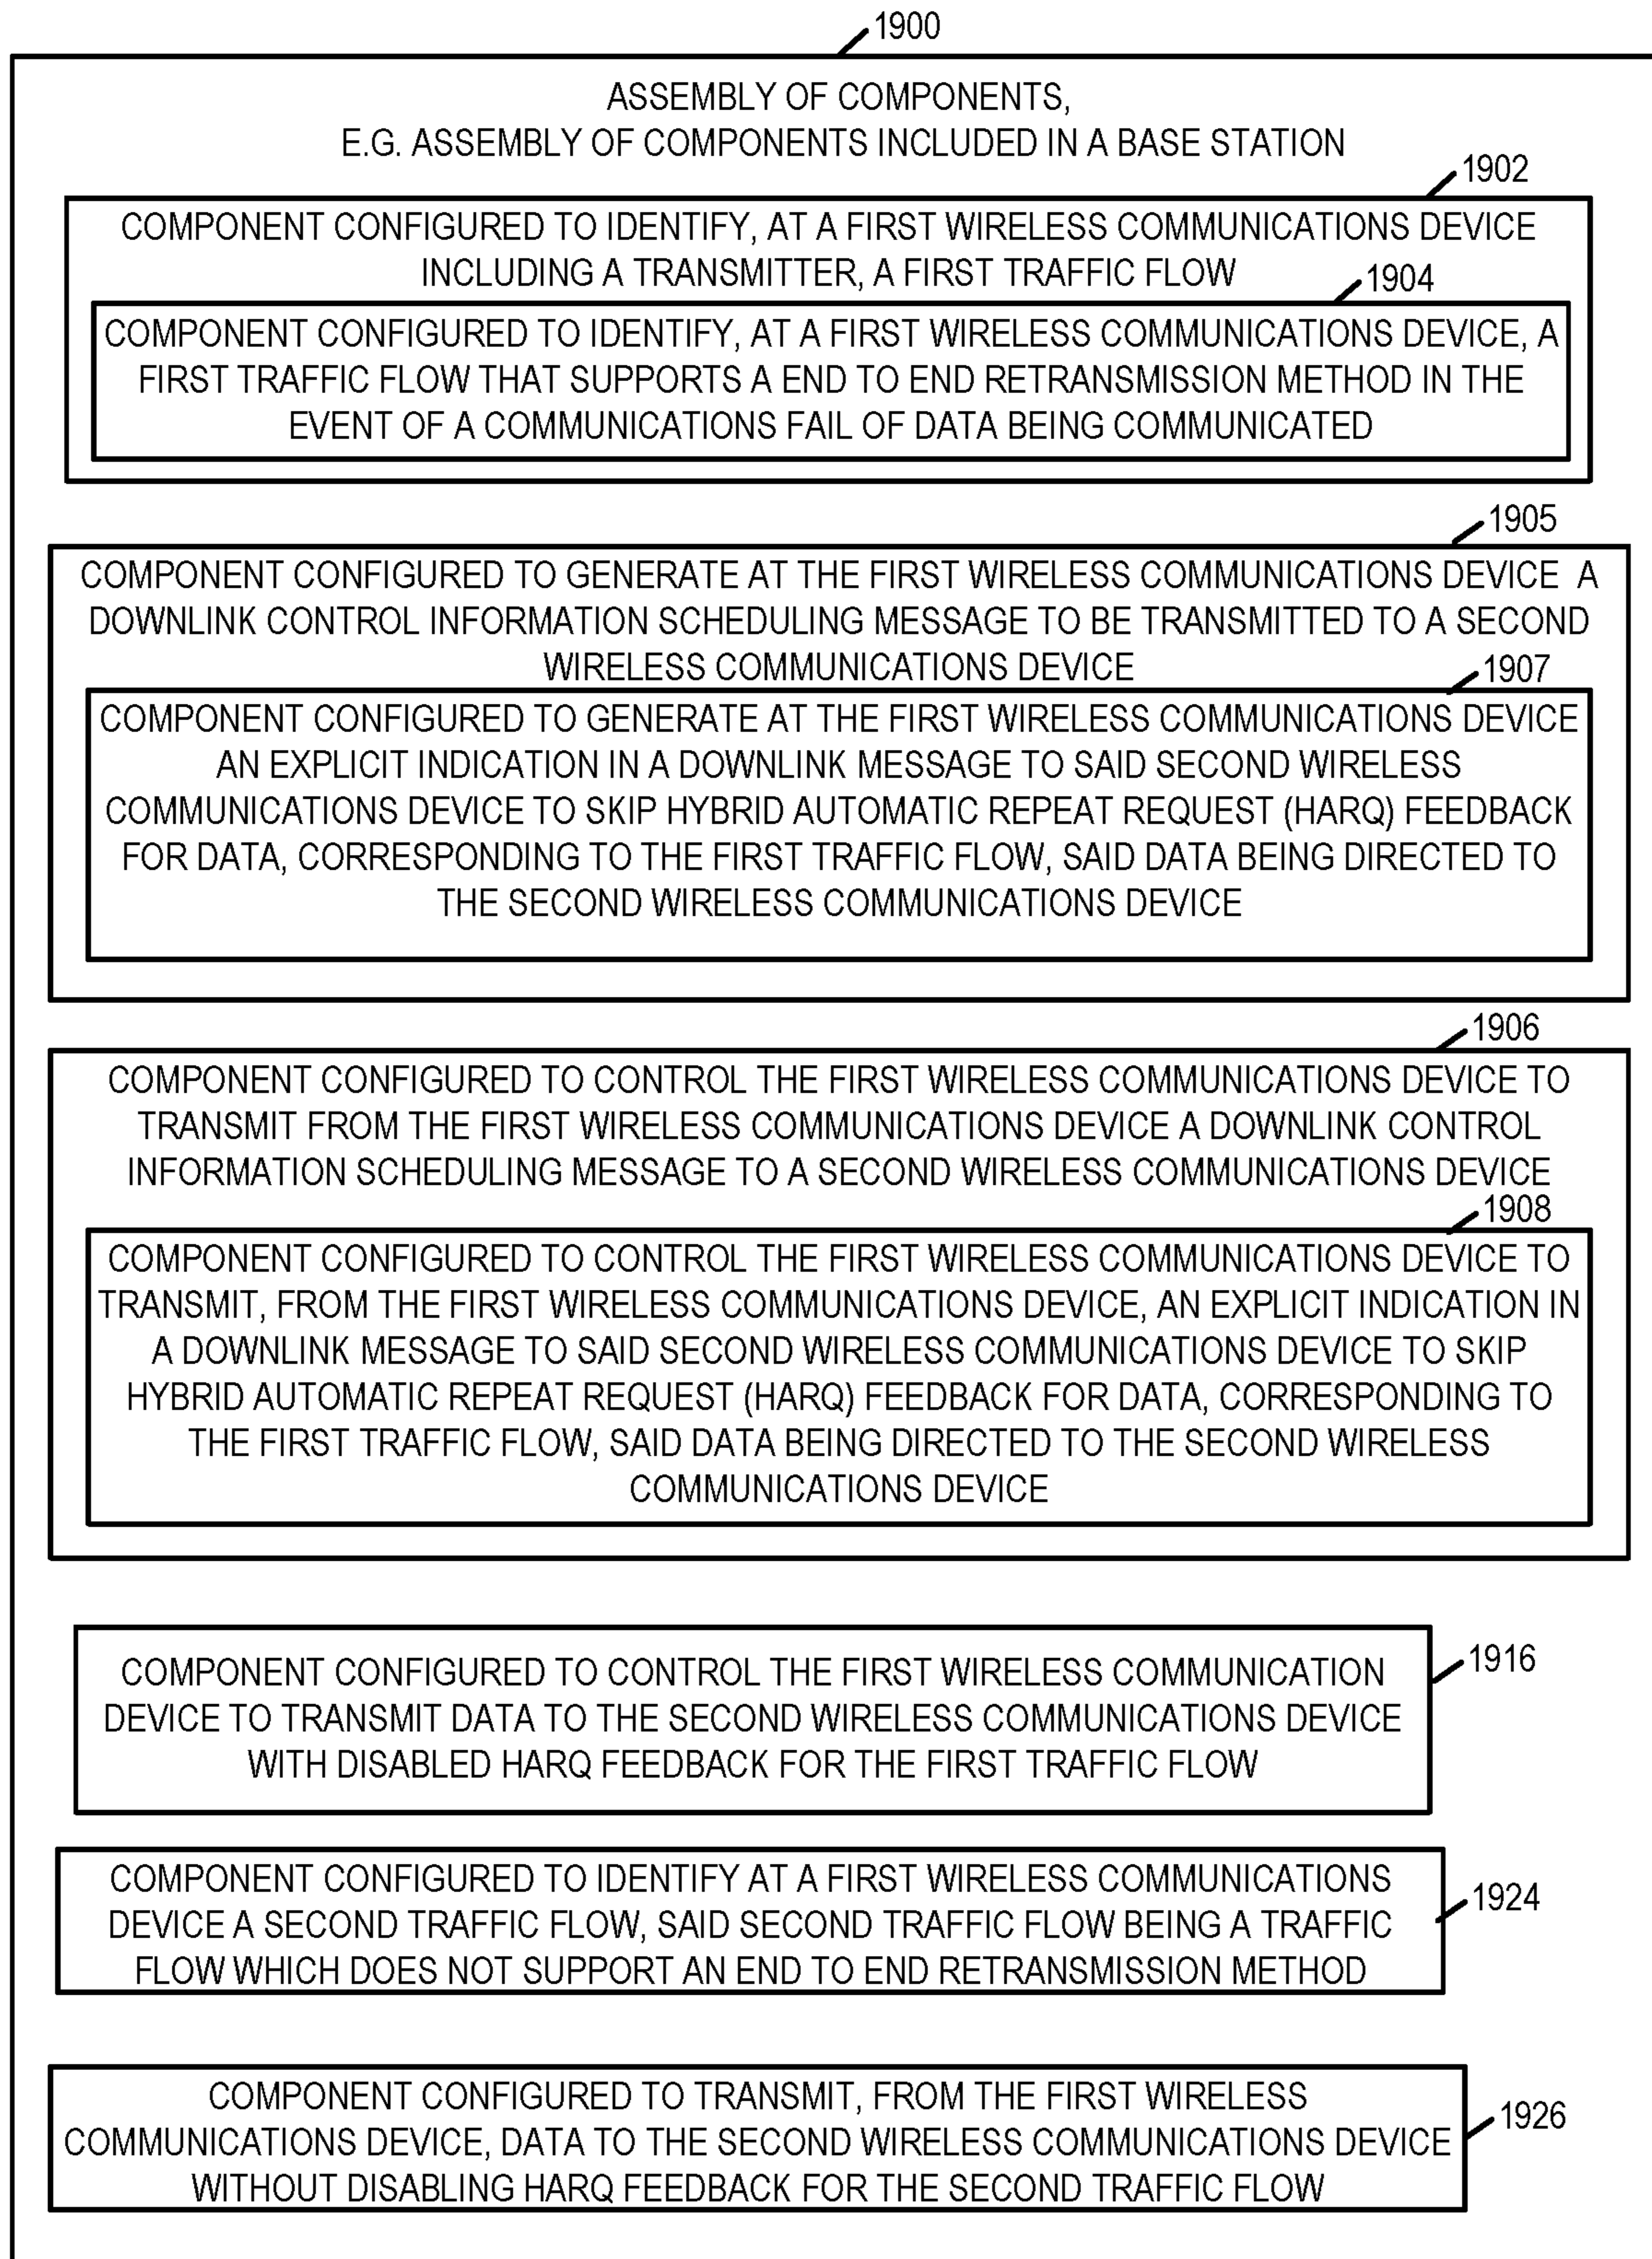 1900
ASSEMBLY OF COMPONENTS,
E.G. ASSEMBLY OF COMPONENTS INCLUDED IN A BASE STATION
1902
COMPONENT CONFIGURED TO IDENTIFY, AT A FIRST WIRELESS COMMUNICATIONS DEVICE
INCLUDING A TRANSMITTER, A FIRST TRAFFIC FLOW
1904
COMPONENT CONFIGURED TO IDENTIFY, AT A FIRST WIRELESS COMMUNICATIONS DEVICE, A
FIRST TRAFFIC FLOW THAT SUPPORTS A END TO END RETRANSMISSION METHOD IN THE
EVENT OF A COMMUNICATIONS FAIL OF DATA BEING COMMUNICATED
1905
COMPONENT CONFIGURED TO GENERATE AT THE FIRST WIRELESS COMMUNICATIONS DEVICE A
DOWNLINK CONTROL INFORMATION SCHEDULING MESSAGE TO BE TRANSMITTED TO A SECOND
WIRELESS COMMUNICATIONS DEVICE
1907
COMPONENT CONFIGURED TO GENERATE AT THE FIRST WIRELESS COMMUNICATIONS DEVICE
AN EXPLICIT INDICATION IN A DOWNLINK MESSAGE TO SAID SECOND WIRELESS
COMMUNICATIONS DEVICE TO SKIP HYBRID AUTOMATIC REPEAT REQUEST (HARQ) FEEDBACK
FOR DATA, CORRESPONDING TO THE FIRST TRAFFIC FLOW, SAID DATA BEING DIRECTED TO
THE SECOND WIRELESS COMMUNICATIONS DEVICE
1906
COMPONENT CONFIGURED TO CONTROL THE FIRST WIRELESS COMMUNICATIONS DEVICE TO
TRANSMIT FROM THE FIRST WIRELESS COMMUNICATIONS DEVICE A DOWNLINK CONTROL
INFORMATION SCHEDULING MESSAGE TO A SECOND WIRELESS COMMUNICATIONS DEVICE
1908
COMPONENT CONFIGURED TO CONTROL THE FIRST WIRELESS COMMUNICATIONS DEVICE TO
TRANSMIT, FROM THE FIRST WIRELESS COMMUNICATIONS DEVICE, AN EXPLICIT INDICATION IN
A DOWNLINK MESSAGE TO SAID SECOND WIRELESS COMMUNICATIONS DEVICE TO SKIP
HYBRID AUTOMATIC REPEAT REQUEST (HARQ) FEEDBACK FOR DATA, CORRESPONDING TO
THE FIRST TRAFFIC FLOW, SAID DATA BEING DIRECTED TO THE SECOND WIRELESS
COMMUNICATIONS DEVICE
1916
COMPONENT CONFIGURED TO CONTROL THE FIRST WIRELESS COMMUNICATION
DEVICE TO TRANSMIT DATA TO THE SECOND WIRELESS COMMUNICATIONS DEVICE
WITH DISABLED HARQ FEEDBACK FOR THE FIRST TRAFFIC FLOW
1924
COMPONENT CONFIGURED TO IDENTIFY AT A FIRST WIRELESS COMMUNICATIONS
DEVICE A SECOND TRAFFIC FLOW, SAID SECOND TRAFFIC FLOW BEING A TRAFFIC
FLOW WHICH DOES NOT SUPPORT AN END TO END RETRANSMISSION METHOD
1926
COMPONENT CONFIGURED TO TRANSMIT, FROM THE FIRST WIRELESS
COMMUNICATIONS DEVICE, DATA TO THE SECOND WIRELESS COMMUNICATIONS DEVICE
WITHOUT DISABLING HARQ FEEDBACK FOR THE SECOND TRAFFIC FLOW